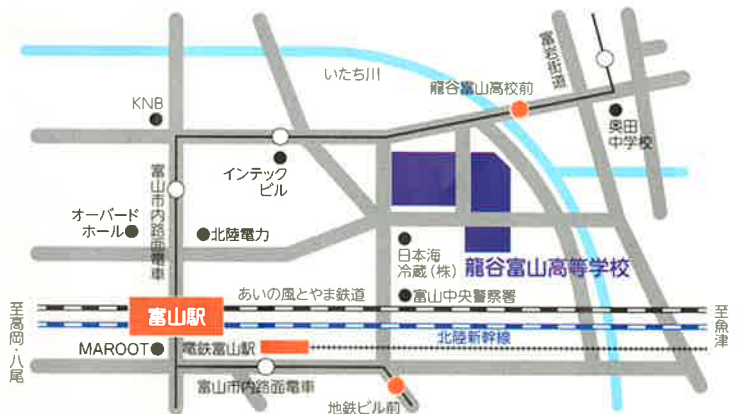 富岩街道
いたち川
龍谷富山高校前
KNB
奥田
中学校
インテック
ビル
富山市内路面電車
オーバード
ホール
北陸電力
日本海
冷蔵(株)
龍谷富山高等学校
あいの風とやま鉄道
富山中央警察署
至高岡・八尾
富山駅
至魚津
北陸新幹線
MAROOT
電鉄富山駅
富山市内路面電車
地鉄ビル前